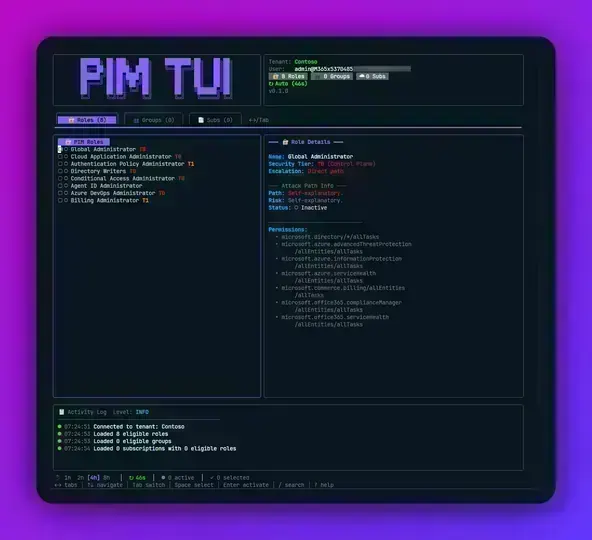 PIM TUI
Tenant: Contoso
User: admin@M365x5370485
8 Roles 0 Groups 0 Subs
Auto (46s)
v0.1.0
Roles (8) Groups (0) Subs (0) ←→/Tab
PIM Roles
Global Administrator T0
Cloud Application Administrator T0
Authentication Policy Administrator T1
Directory Writers T0
Conditional Access Administrator T0
Agent ID Administrator
Azure DevOps Administrator T0
Billing Administrator T1
Role Details
Name: Global Administrator
Security Tier: T0 (Control Plane)
Escalation: Direct path
Attack Path Info
Path: Self-explanatory.
Risk: Self-explanatory.
Status: ○ Inactive
Permissions:
• microsoft.directory/*/allTasks
• microsoft.azure.advancedThreatProtection
/allEntities/allTasks
• microsoft.azure.informationProtection
/allEntities/allTasks
• microsoft.azure.serviceHealth
/allEntities/allTasks
• microsoft.commerce.billing/allEntities
/allTasks
• microsoft.office365.complianceManager
/allEntities/allTasks
• microsoft.office365.serviceHealth
/allEntities/allTasks
Activity Log Level: INFO
● 07:24:51 Connected to tenant: Contoso
● 07:24:53 Loaded 8 eligible roles
● 07:24:53 Loaded 0 eligible groups
● 07:24:54 Loaded 0 subscriptions with 0 eligible roles
1h 2h [4h] 8h | ↻ 46s | ● 0 active | ✓ 0 selected
←→ tabs | ↑↓ navigate | Tab switch | Space select | Enter activate | / search | ? help